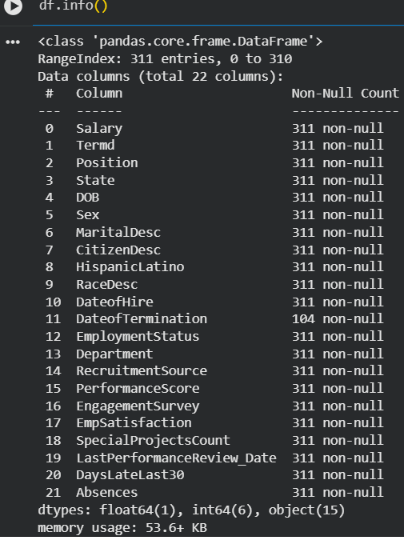 df.info()
<class 'pandas.core.frame.DataFrame'>
RangeIndex: 311 entries, 0 to 310
Data columns (total 22 columns):
 #   Column                      Non-Null Count
---  ------                      --------------
 0   Salary                      311 non-null
 1   Termd                       311 non-null
 2   Position                    311 non-null
 3   State                       311 non-null
 4   DOB                         311 non-null
 5   Sex                         311 non-null
 6   MaritalDesc                 311 non-null
 7   CitizenDesc                 311 non-null
 8   HispanicLatino              311 non-null
 9   RaceDesc                    311 non-null
 10  DateofHire                  311 non-null
 11  DateofTermination           104 non-null
 12  EmploymentStatus            311 non-null
 13  Department                  311 non-null
 14  RecruitmentSource           311 non-null
 15  PerformanceScore            311 non-null
 16  EngagementSurvey            311 non-null
 17  EmpSatisfaction             311 non-null
 18  SpecialProjectsCount        311 non-null
 19  LastPerformanceReview_Date  311 non-null
 20  DaysLateLast30              311 non-null
 21  Absences                    311 non-null
dtypes: float64(1), int64(6), object(15)
memory usage: 53.6+ KB